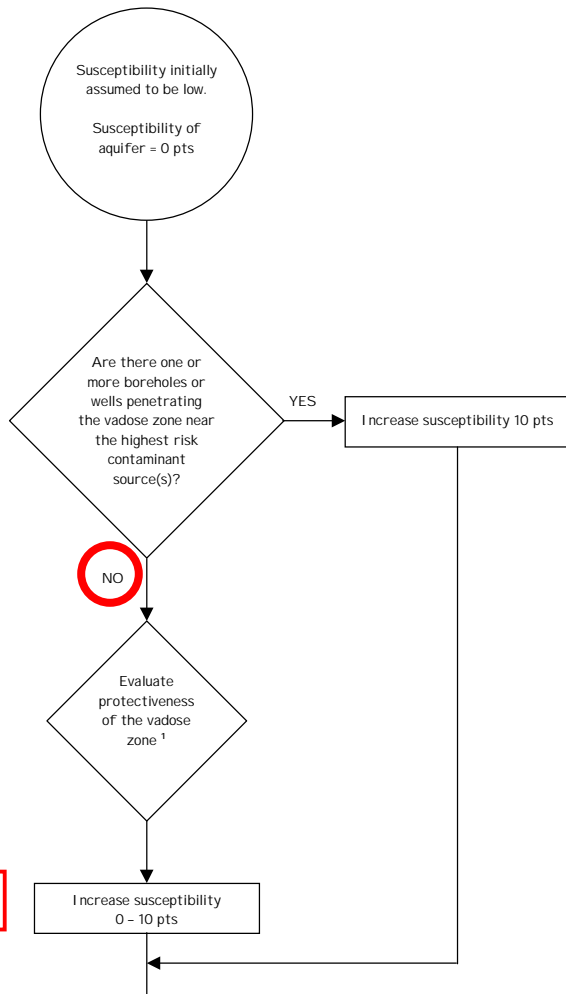 Susceptibility initially
assumed to be low.
Susceptibility of
aquifer = 0 pts
Are there one or
more boreholes or
wells penetrating
the vadose zone near
the highest risk
contaminant
source(s)?
YES
Increase susceptibility 10 pts
NO
Evaluate
protectiveness
of the vadose
zone ¹
Increase susceptibility
0 – 10 pts